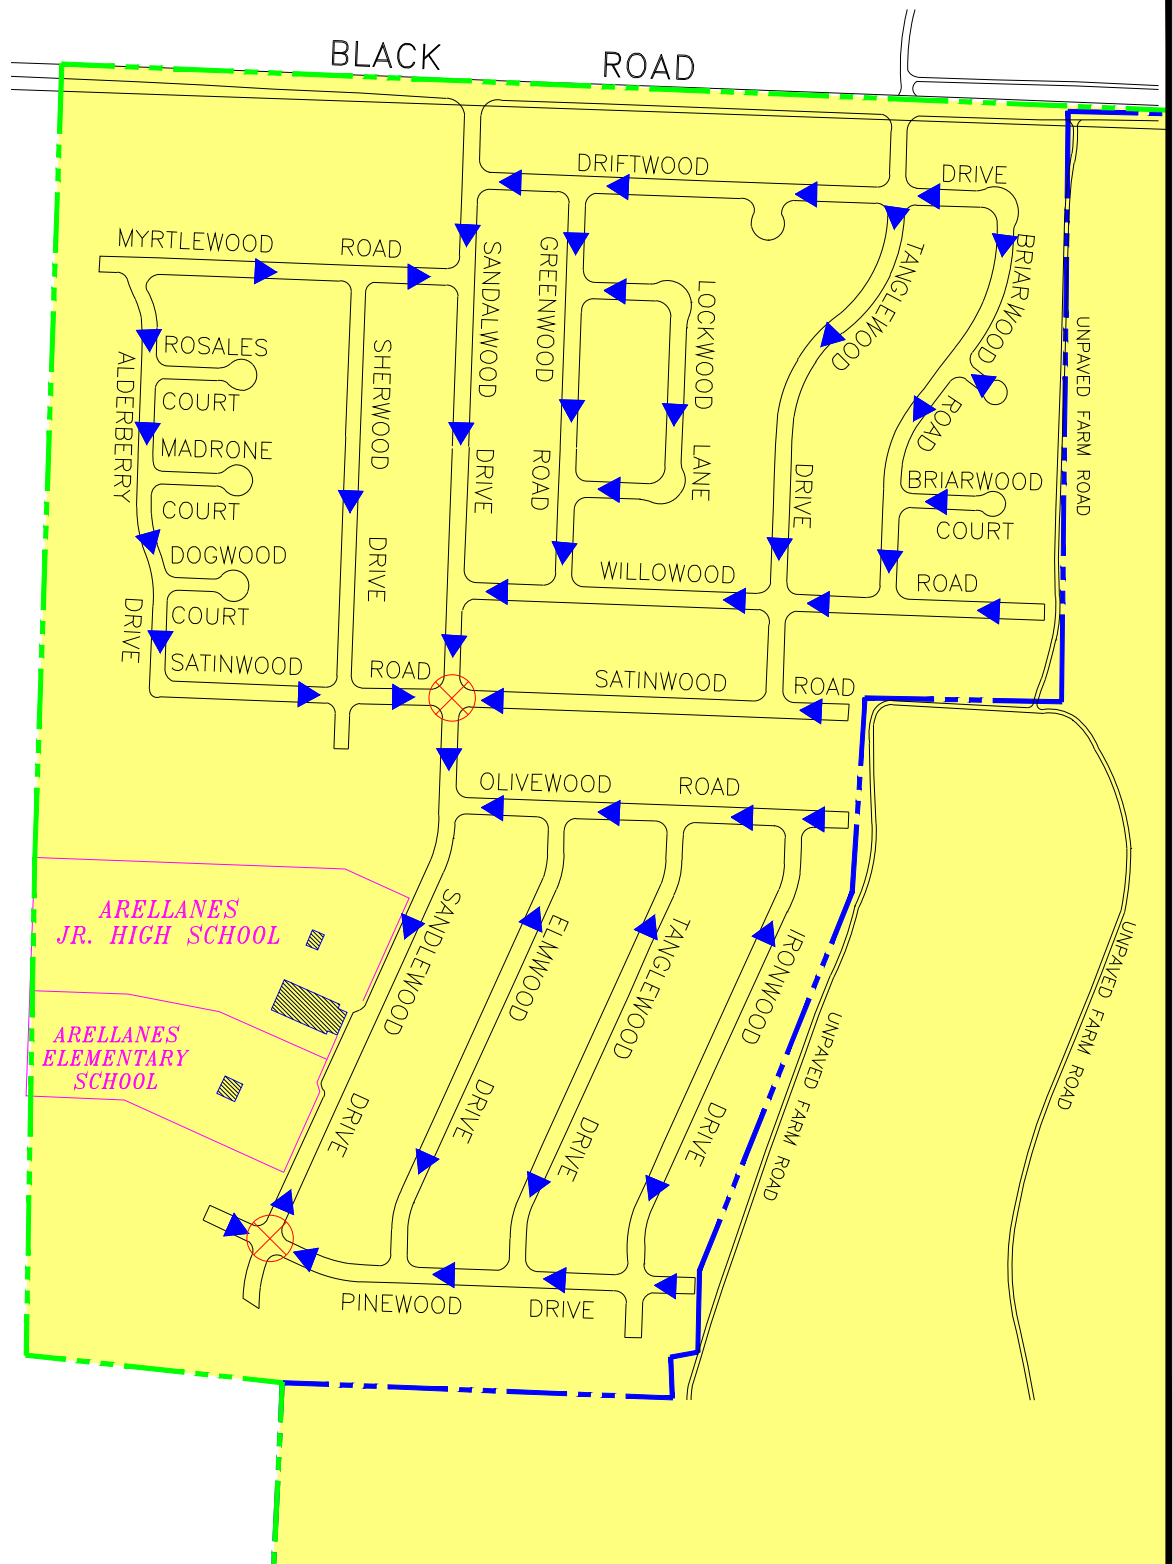 BLACK ROAD
DRIFTWOOD DRIVE
MYRTLEWOOD ROAD
SANDALWOOD DRIVE
GREENWOOD ROAD
LOCKWOOD LANE
TANGLEWOOD DRIVE
BRIARWOOD ROAD
UNPAVED FARM ROAD
ALDERBERRY DRIVE
ROSALES
COURT
MADRONE
COURT
DOGWOOD
COURT
SHERWOOD DRIVE
BRIARWOOD
COURT
WILLOWOOD ROAD
SATINWOOD ROAD
SATINWOOD ROAD
OLIVEWOOD ROAD
ARELLANES
JR. HIGH SCHOOL
ARELLANES
ELEMENTARY
SCHOOL
SANDLEWOOD DRIVE
ELMWOOD DRIVE
TANGLEWOOD DRIVE
IRONWOOD DRIVE
UNPAVED FARM ROAD
UNPAVED FARM ROAD
PINEWOOD DRIVE